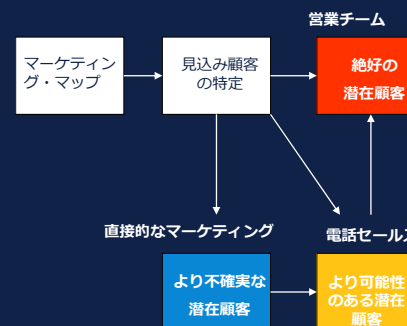 営業チーム
マーケティン
グ・マップ
見込み顧客
の特定
絶好の
潜在顧客
直接的なマーケティング
電話セールス
より不確実な
潜在顧客
より可能性
のある潜在
顧客